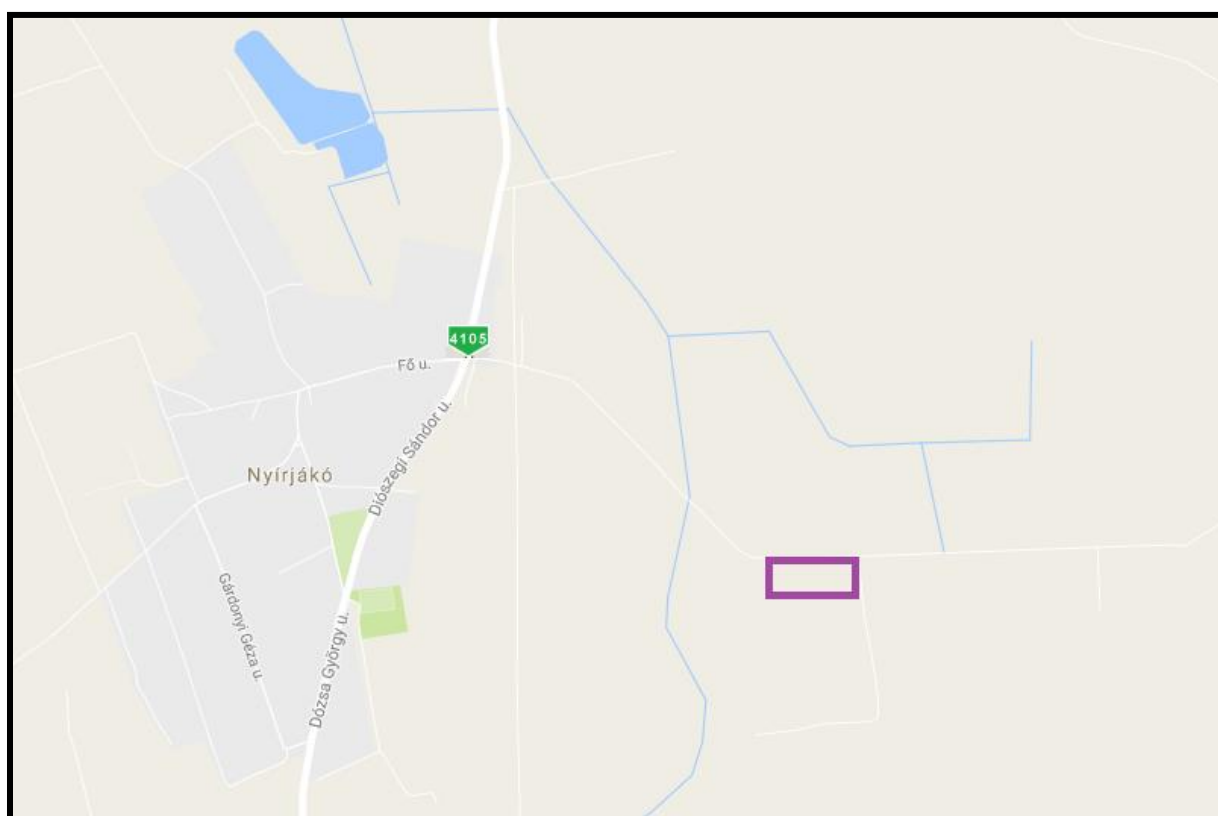 4105
Fő u.
Diószegi Sándor u.
Nyírjákó
Gárdonyi Géza u.
Dózsa György u.